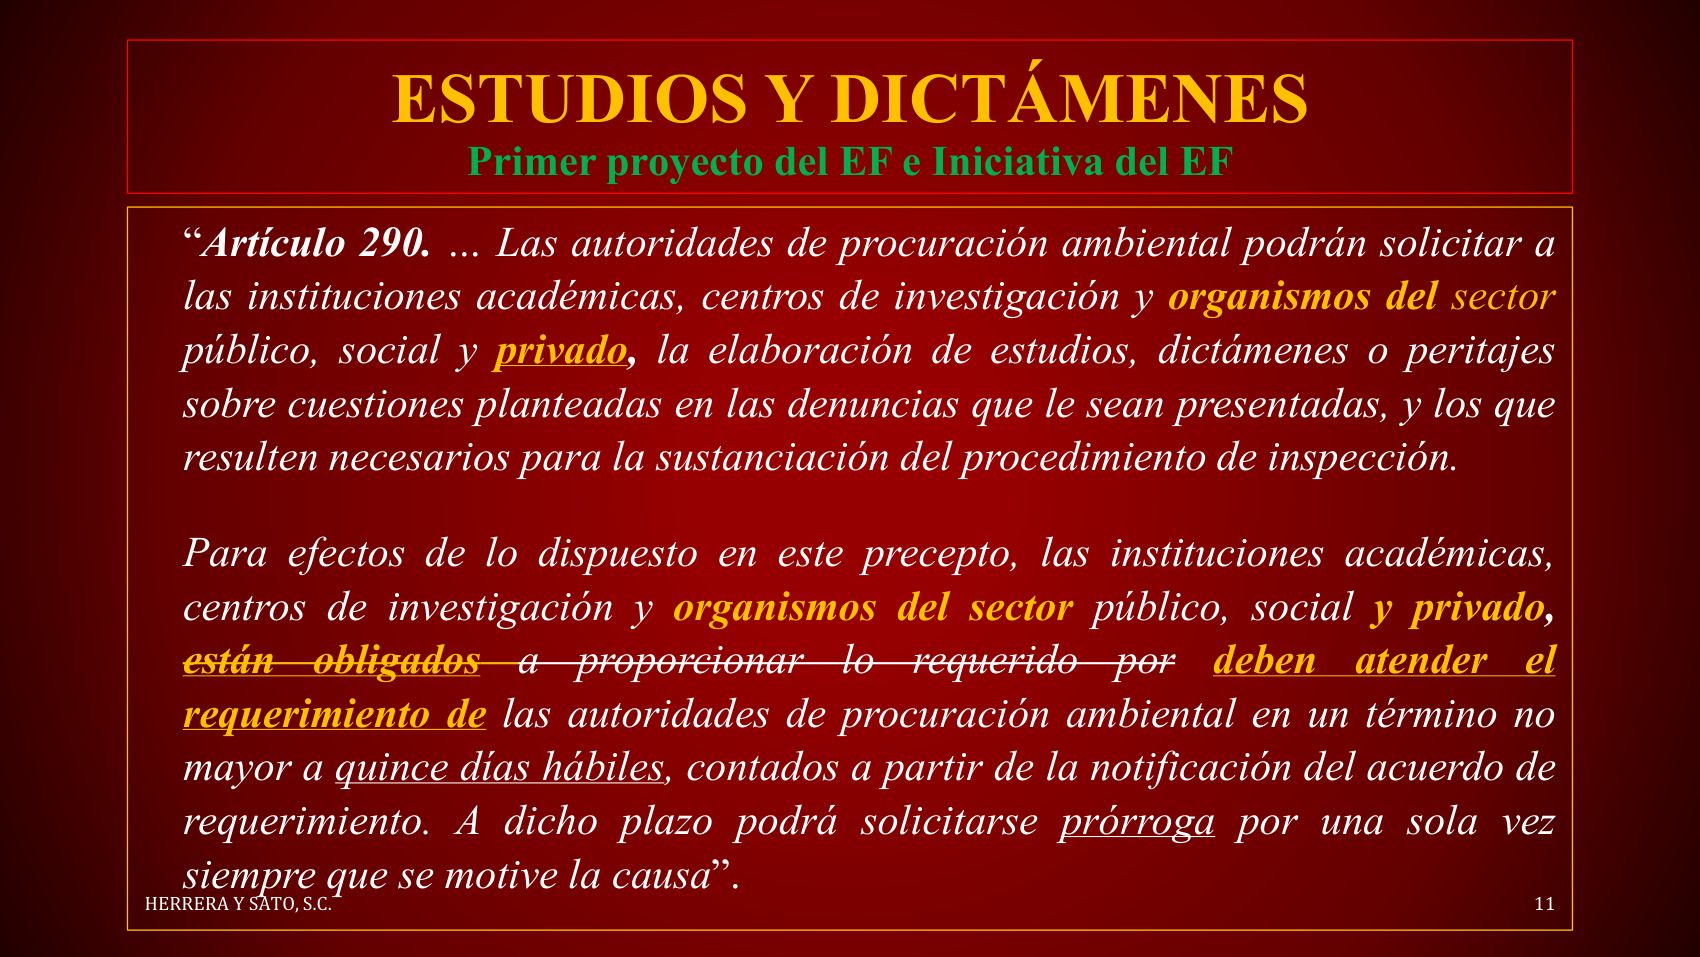 ESTUDIOS Y DICTÁMENES
Primer proyecto del EF e Iniciativa del EF
“Artículo 290. … Las autoridades de procuración ambiental podrán solicitar a
las instituciones académicas, centros de investigación y organismos del sector
público, social y privado, la elaboración de estudios, dictámenes o peritajes
sobre cuestiones planteadas en las denuncias que le sean presentadas, y los que
resulten necesarios para la sustanciación del procedimiento de inspección.
Para efectos de lo dispuesto en este precepto, las instituciones académicas,
centros de investigación y organismos del sector público, social y privado,
están obligados a proporcionar lo requerido por deben atender el
requerimiento de las autoridades de procuración ambiental en un término no
mayor a quince días hábiles, contados a partir de la notificación del acuerdo de
requerimiento. A dicho plazo podrá solicitarse prórroga por una sola vez
siempre que se motive la causa”.
HERRERA Y SATO, S.C.
11